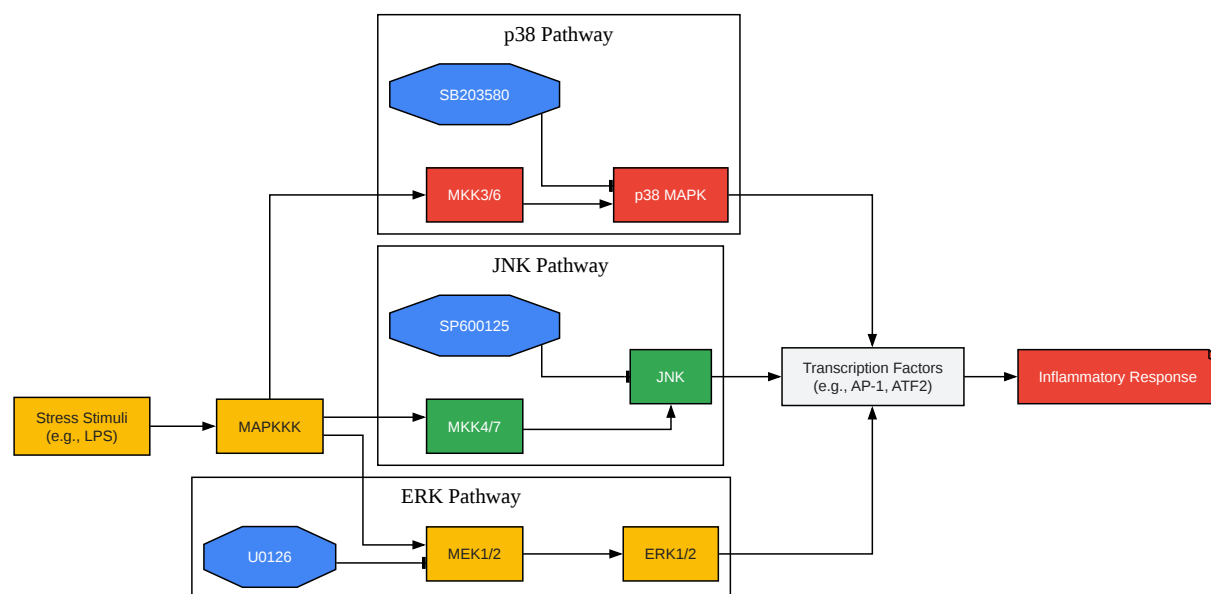 p38 Pathway
SB203580
MKK3/6
p38 MAPK
JNK Pathway
SP600125
JNK
MKK4/7
Transcription Factors
(e.g., AP-1, ATF2)
Inflammatory Response
Stress Stimuli
(e.g., LPS)
MAPKKK
ERK Pathway
U0126
MEK1/2
ERK1/2